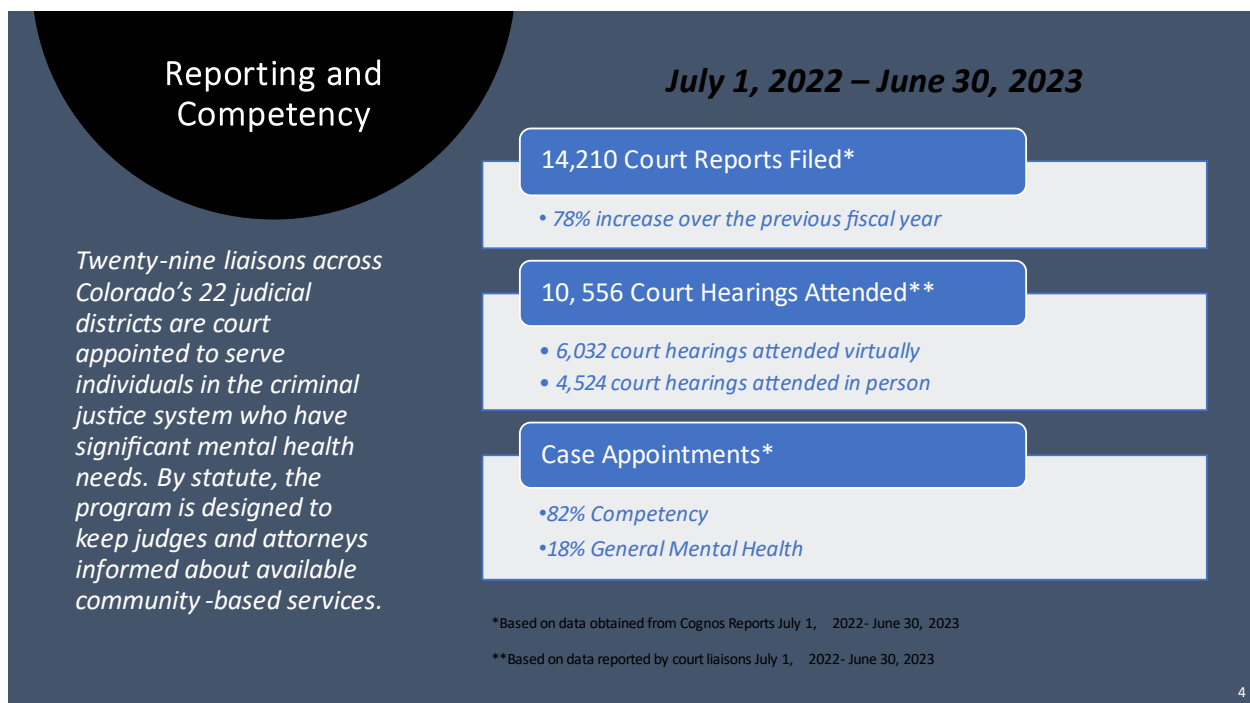 Reporting and
Competency
July 1, 2022 – June 30, 2023
Twenty-nine liaisons across
Colorado's 22 judicial
districts are court
appointed to serve
individuals in the criminal
justice system who have
significant mental health
needs. By statute, the
program is designed to
keep judges and attorneys
informed about available
community -based services.
14,210 Court Reports Filed*
• 78% increase over the previous fiscal year
10, 556 Court Hearings Attended**
• 6,032 court hearings attended virtually
• 4,524 court hearings attended in person
Case Appointments*
•82% Competency
•18% General Mental Health
*Based on data obtained from Cognos Reports July 1, 2022- June 30, 2023
**Based on data reported by court liaisons July 1, 2022- June 30, 2023
4